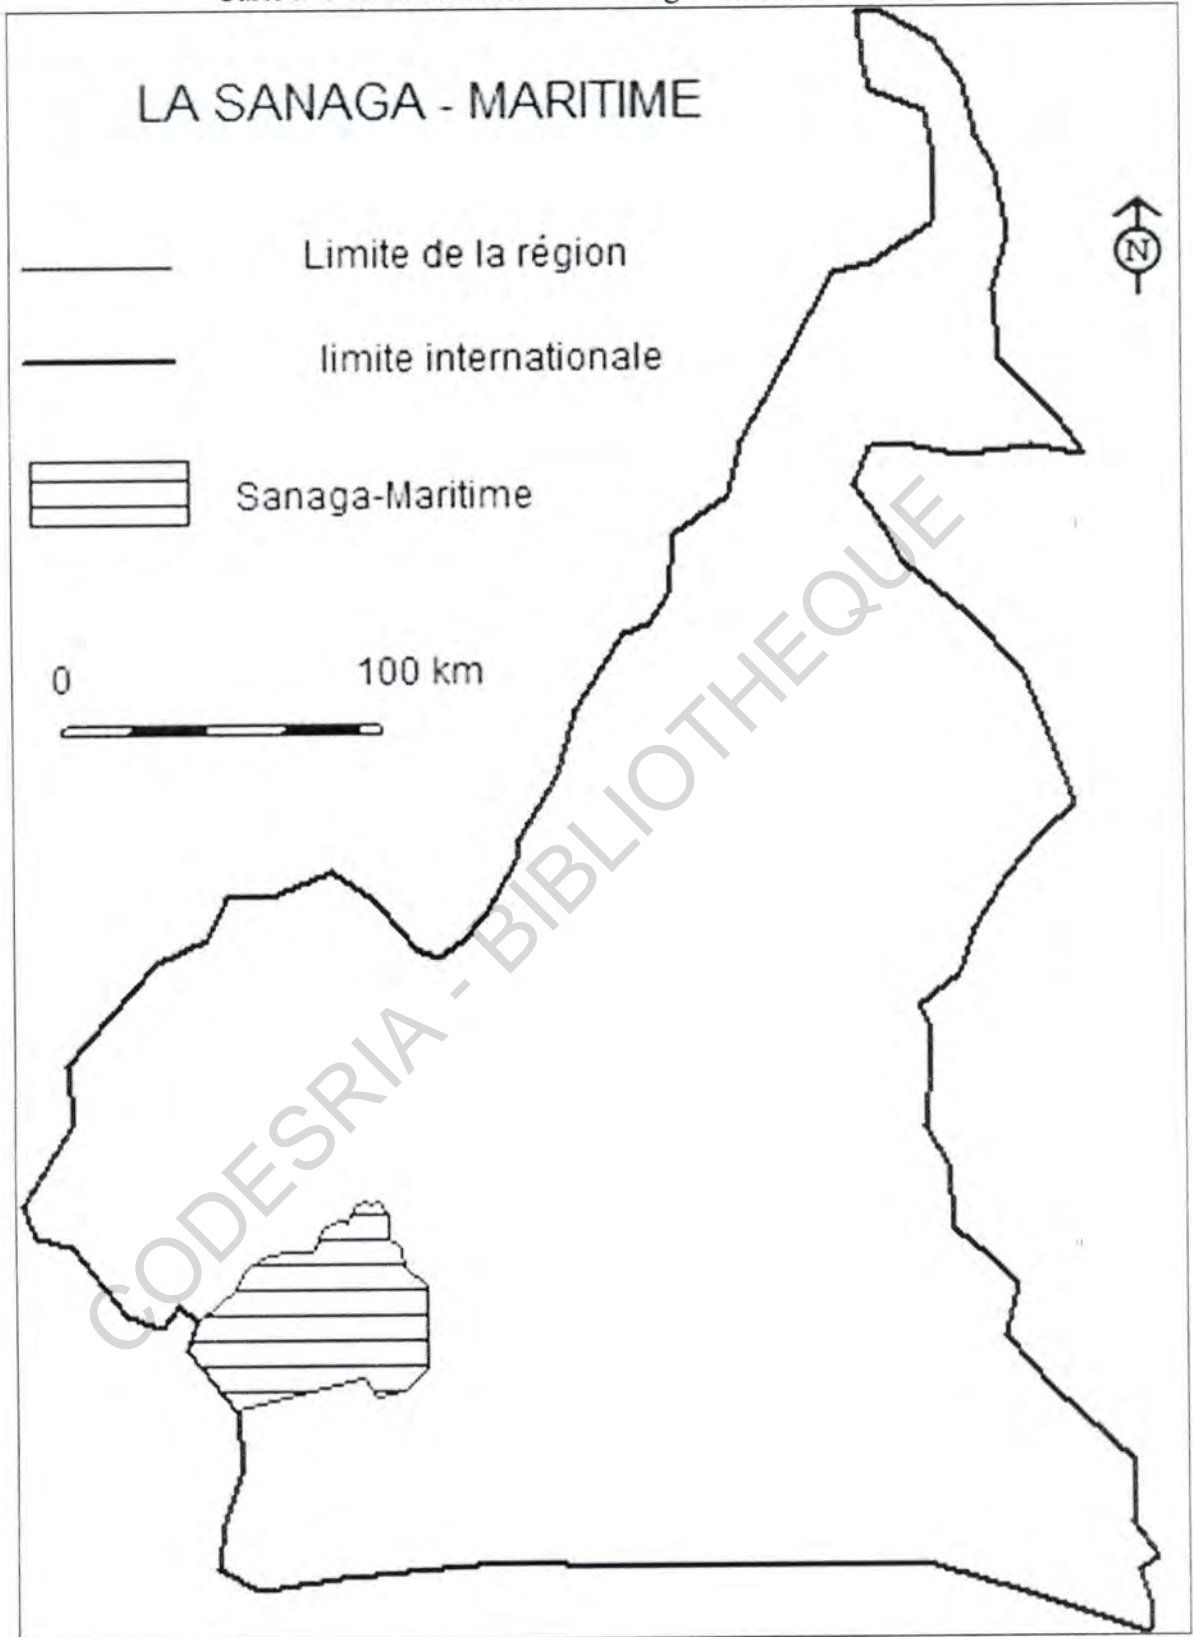 LA SANAGA - MARITIME
N
Limite de la région
limite internationale
Sanaga-Maritime
0 100 km
CODESRIA - BIBLIOTHEQUE